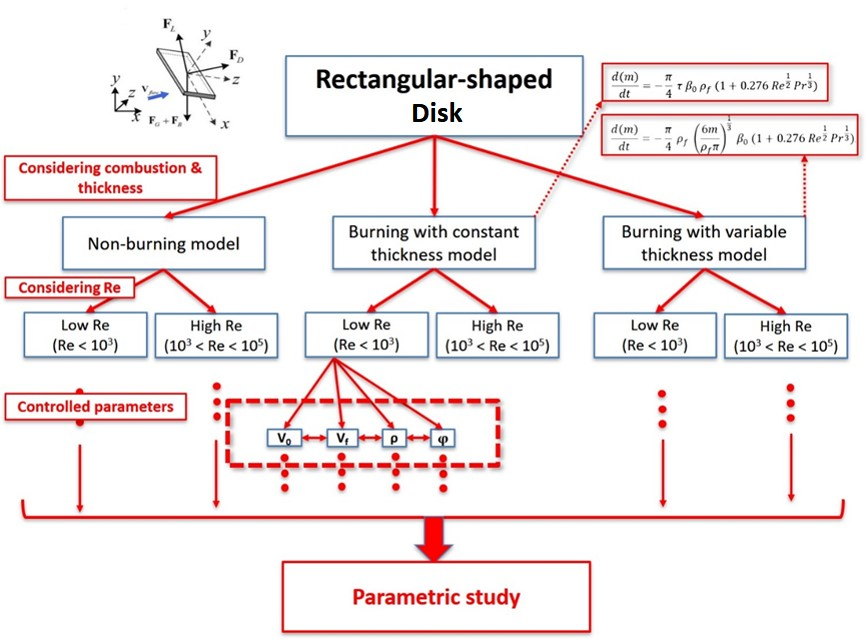 F_L
y
F_D
z
x
y
z
x
F_G + F_B
Rectangular-shaped
Disk
d(m)/dt = − π/4 τ β₀ ρ_f (1 + 0.276 Re^(1/2) Pr^(1/3))
d(m)/dt = − π/4 ρ_f (6m/(ρ_f π))^(1/3) β₀ (1 + 0.276 Re^(1/2) Pr^(1/3))
Considering combustion &
thickness
Non-burning model
Burning with constant
thickness model
Burning with variable
thickness model
Considering Re
Low Re
(Re < 10³)
High Re
(10³ < Re < 10⁵)
Low Re
(Re < 10³)
High Re
(10³ < Re < 10⁵)
Low Re
(Re < 10³)
High Re
(10³ < Re < 10⁵)
Controlled parameters
V₀
V_f
ρ
φ
Parametric study